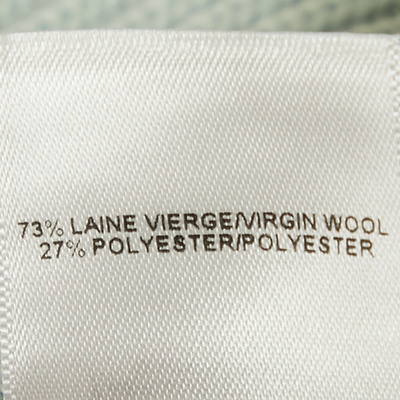 73% LAINE VIERGE/VIRGIN WOOL
27% POLYESTER/POLYESTER